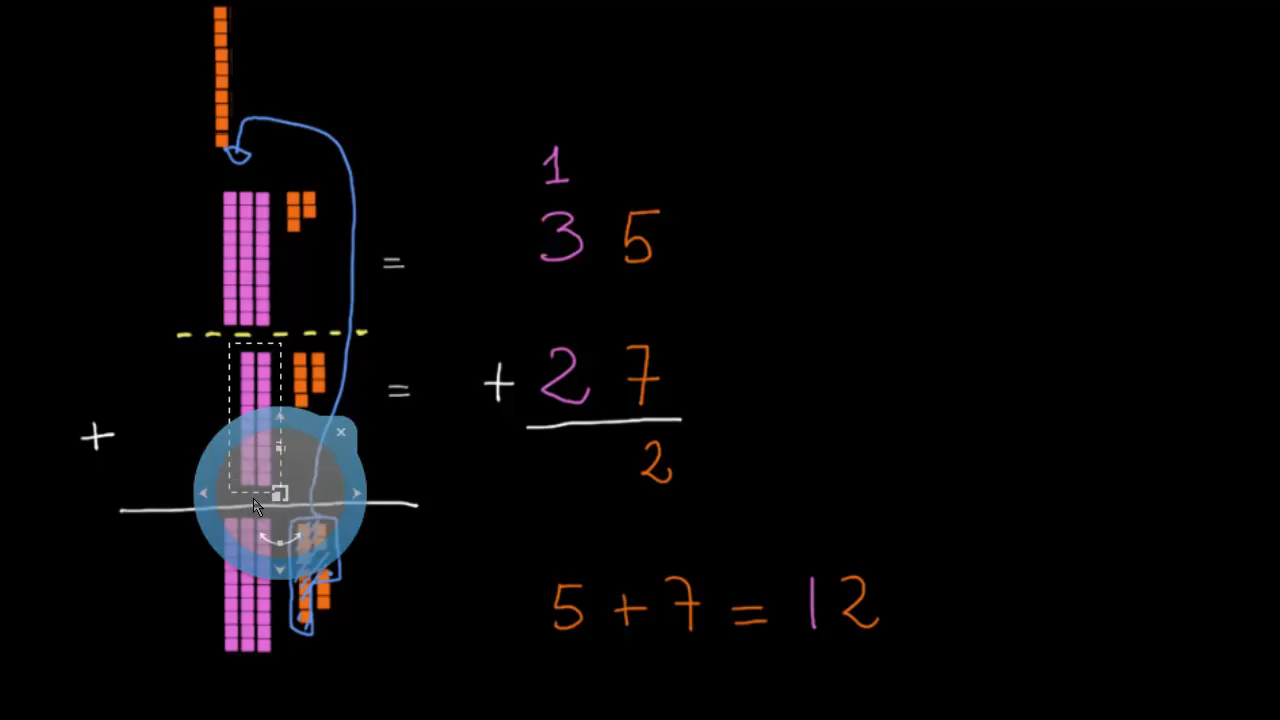 1
= 3 5
+ = + 2 7
2
5 + 7 = 12